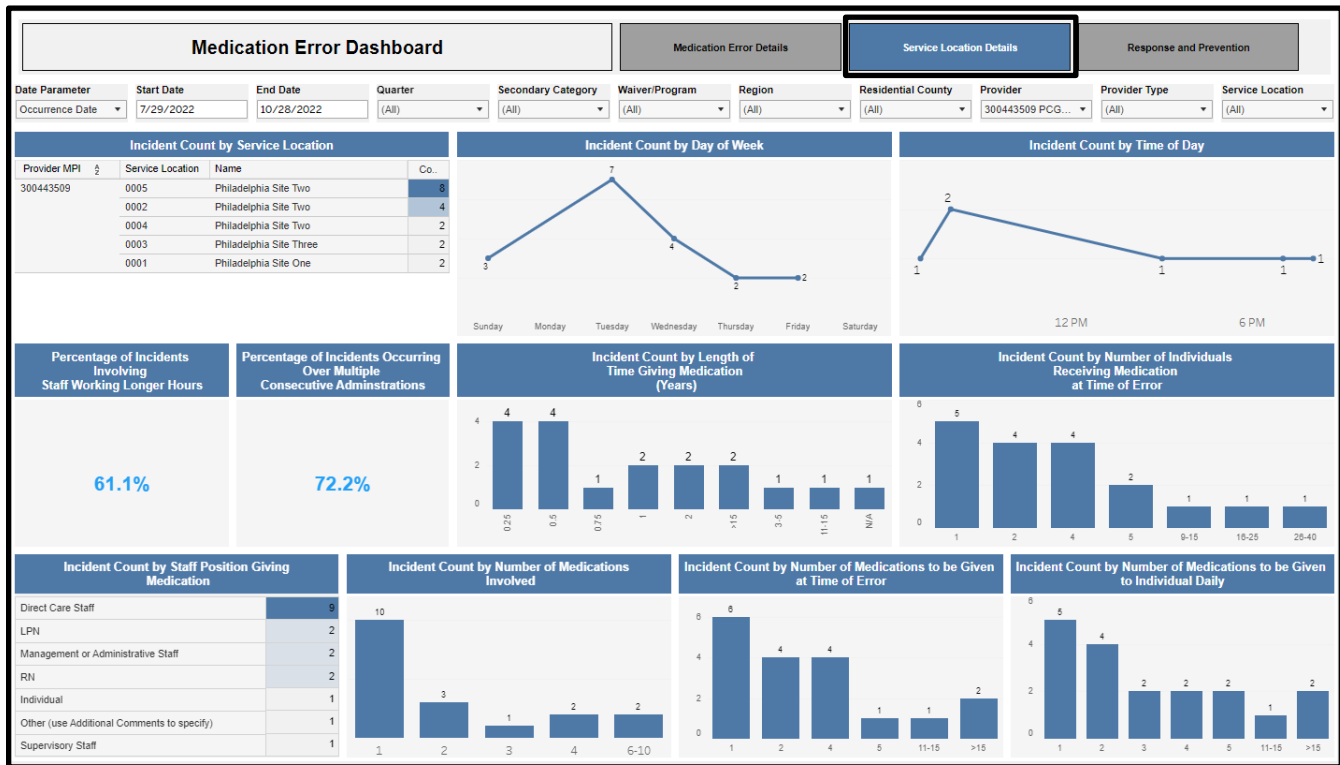 Medication Error Dashboard
Medication Error Details
Service Location Details
Response and Prevention
Date Parameter
Start Date
End Date
Quarter
Secondary Category
Waiver/Program
Region
Residential County
Provider
Provider Type
Service Location
Occurrence Date
7/29/2022
10/28/2022
(All)
(All)
(All)
(All)
(All)
300443509 PCG...
(All)
(All)
Incident Count by Service Location
Provider MPI
Service Location
Name
Co..
300443509
0005
Philadelphia Site Two
8
0002
Philadelphia Site Two
4
0004
Philadelphia Site Two
2
0003
Philadelphia Site Three
2
0001
Philadelphia Site One
2
Incident Count by Day of Week
3
7
4
2
2
Sunday
Monday
Tuesday
Wednesday
Thursday
Friday
Saturday
Incident Count by Time of Day
1
2
1
1
1
12 PM
6 PM
Percentage of Incidents
Involving
Staff Working Longer Hours
61.1%
Percentage of Incidents Occurring
Over Multiple
Consecutive Adminstrations
72.2%
Incident Count by Length of
Time Giving Medication
(Years)
4
2
0
4
4
1
2
2
2
1
1
1
0.25
0.5
0.75
1
2
>15
3-5
11-15
N/A
Incident Count by Number of Individuals
Receiving Medication
at Time of Error
6
4
2
0
5
4
4
2
1
1
1
1
2
4
5
9-15
16-25
26-40
Incident Count by Staff Position Giving
Medication
Direct Care Staff
9
LPN
2
Management or Administrative Staff
2
RN
2
Individual
1
Other (use Additional Comments to specify)
1
Supervisory Staff
1
Incident Count by Number of Medications
Involved
10
3
1
2
2
1
2
3
4
6-10
Incident Count by Number of Medications to be Given
at Time of Error
6
4
2
0
6
4
4
1
1
2
1
2
4
5
11-15
>15
Incident Count by Number of Medications to be Given
to Individual Daily
6
4
2
0
5
4
2
2
2
1
2
1
2
3
4
5
11-15
>15